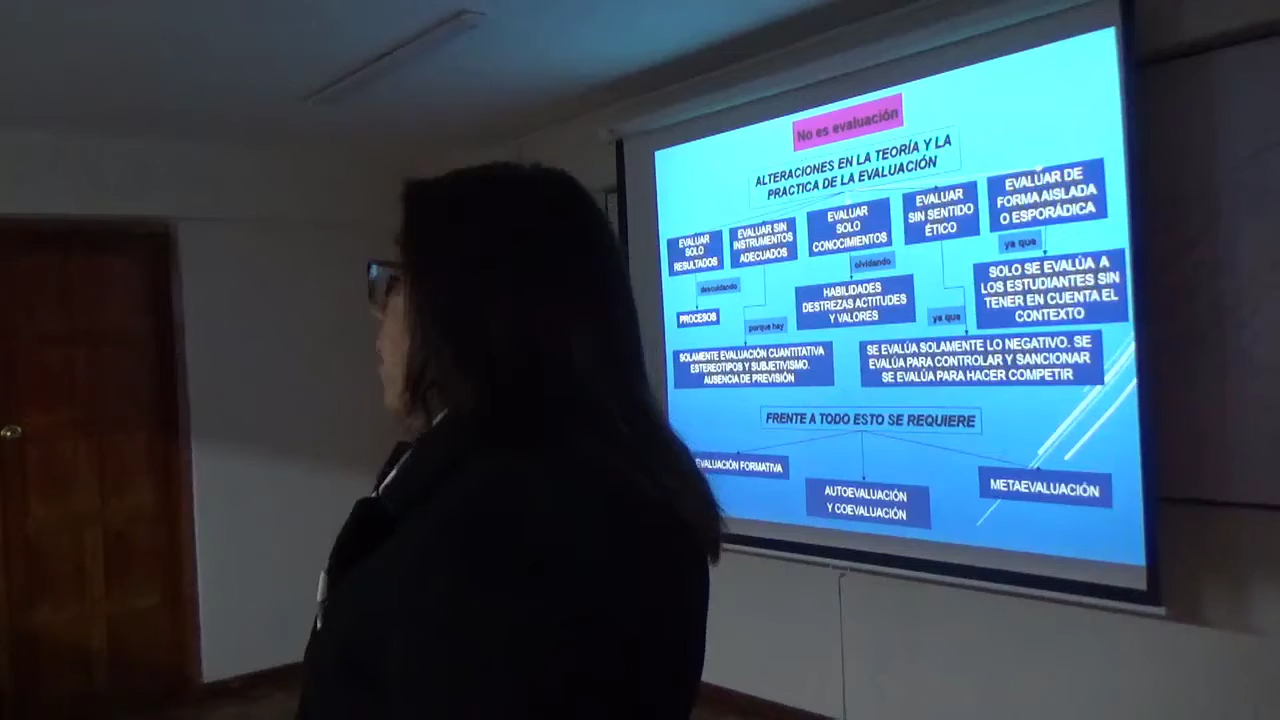 No es evaluación
ALTERACIONES EN LA TEORÍA Y LA
PRACTICA DE LA EVALUACIÓN
EVALUAR
SOLO
RESULTADOS
EVALUAR SIN
INSTRUMENTOS
ADECUADOS
EVALUAR
SOLO
CONOCIMIENTOS
EVALUAR
SIN SENTIDO
ÉTICO
EVALUAR DE
FORMA AISLADA
O ESPORÁDICA
descuidando
olvidando
ya que
PROCESOS
HABILIDADES
DESTREZAS ACTITUDES
Y VALORES
SOLO SE EVALÚA A
LOS ESTUDIANTES SIN
TENER EN CUENTA EL
CONTEXTO
porque hay
ya que
SOLAMENTE EVALUACIÓN CUANTITATIVA
ESTEREOTIPOS Y SUBJETIVISMO.
AUSENCIA DE PREVISIÓN
SE EVALÚA SOLAMENTE LO NEGATIVO. SE
EVALÚA PARA CONTROLAR Y SANCIONAR
SE EVALÚA PARA HACER COMPETIR
FRENTE A TODO ESTO SE REQUIERE
EVALUACIÓN FORMATIVA
AUTOEVALUACIÓN
Y COEVALUACIÓN
METAEVALUACIÓN